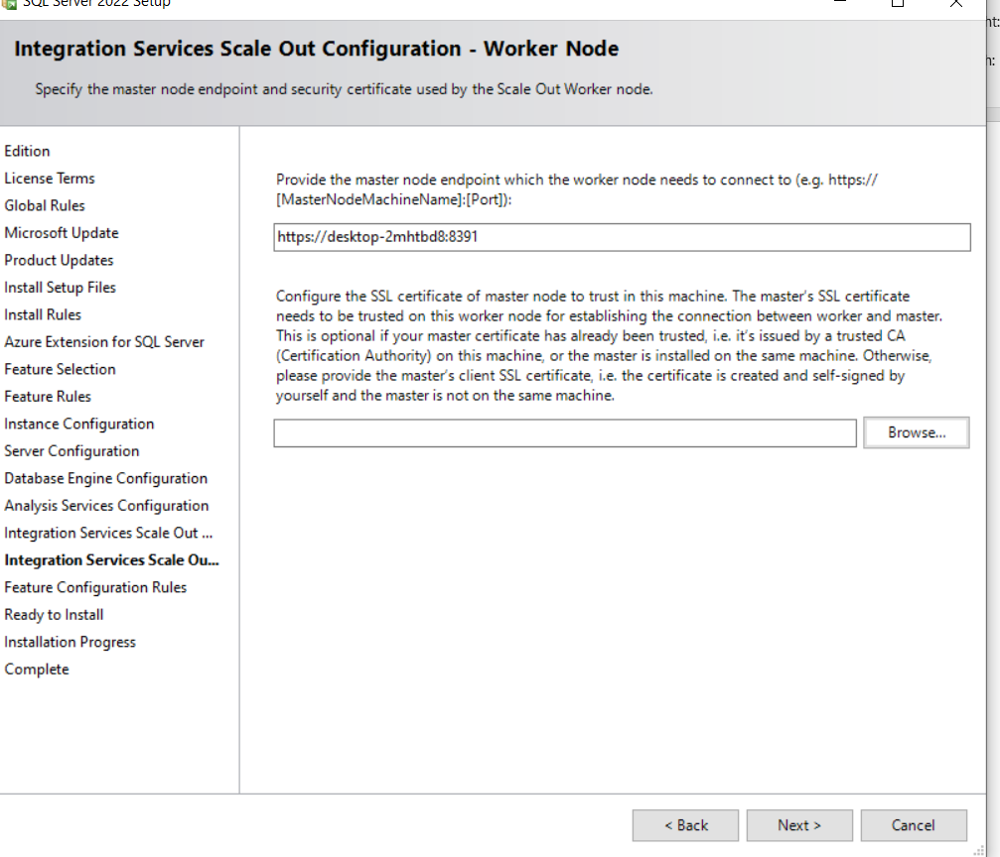 SQL Server 2022 Setup
Integration Services Scale Out Configuration - Worker Node
Specify the master node endpoint and security certificate used by the Scale Out Worker node.
Edition
License Terms
Global Rules
Microsoft Update
Product Updates
Install Setup Files
Install Rules
Azure Extension for SQL Server
Feature Selection
Feature Rules
Instance Configuration
Server Configuration
Database Engine Configuration
Analysis Services Configuration
Integration Services Scale Out ...
Integration Services Scale Ou...
Feature Configuration Rules
Ready to Install
Installation Progress
Complete
Provide the master node endpoint which the worker node needs to connect to (e.g. https://
[MasterNodeMachineName]:[Port]):
https://desktop-2mhtbd8:8391
Configure the SSL certificate of master node to trust in this machine. The master's SSL certificate
needs to be trusted on this worker node for establishing the connection between worker and master.
This is optional if your master certificate has already been trusted, i.e. it's issued by a trusted CA
(Certification Authority) on this machine, or the master is installed on the same machine. Otherwise,
please provide the master's client SSL certificate, i.e. the certificate is created and self-signed by
yourself and the master is not on the same machine.
Browse...
< Back
Next >
Cancel